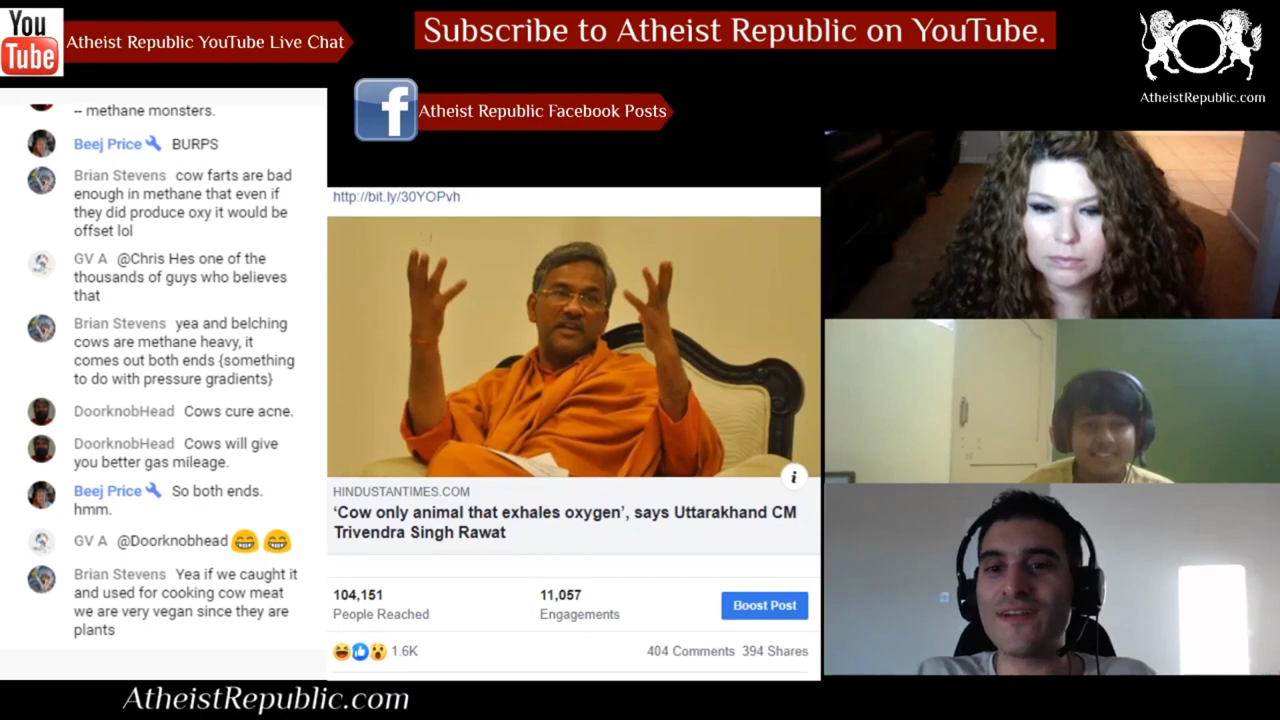 You
Tube
Atheist Republic YouTube Live Chat
Subscribe to Atheist Republic on YouTube.
AtheistRepublic.com
f
Atheist Republic Facebook Posts
-- methane monsters.
Beej Price BURPS
Brian Stevens cow farts are bad
enough in methane that even if
they did produce oxy it would be
offset lol
GV A @Chris Hes one of the
thousands of guys who believes
that
Brian Stevens yea and belching
cows are methane heavy, it
comes out both ends {something
to do with pressure gradients}
DoorknobHead Cows cure acne.
DoorknobHead Cows will give
you better gas mileage.
Beej Price So both ends.
hmm.
GV A @Doorknobhead 😂 😂
Brian Stevens Yea if we caught it
and used for cooking cow meat
we are very vegan since they are
plants
http://bit.ly/30YOPvh
i
HINDUSTANTIMES.COM
‘Cow only animal that exhales oxygen’, says Uttarakhand CM
Trivendra Singh Rawat
104,151
People Reached
11,057
Engagements
Boost Post
1.6K
404 Comments 394 Shares
AtheistRepublic.com